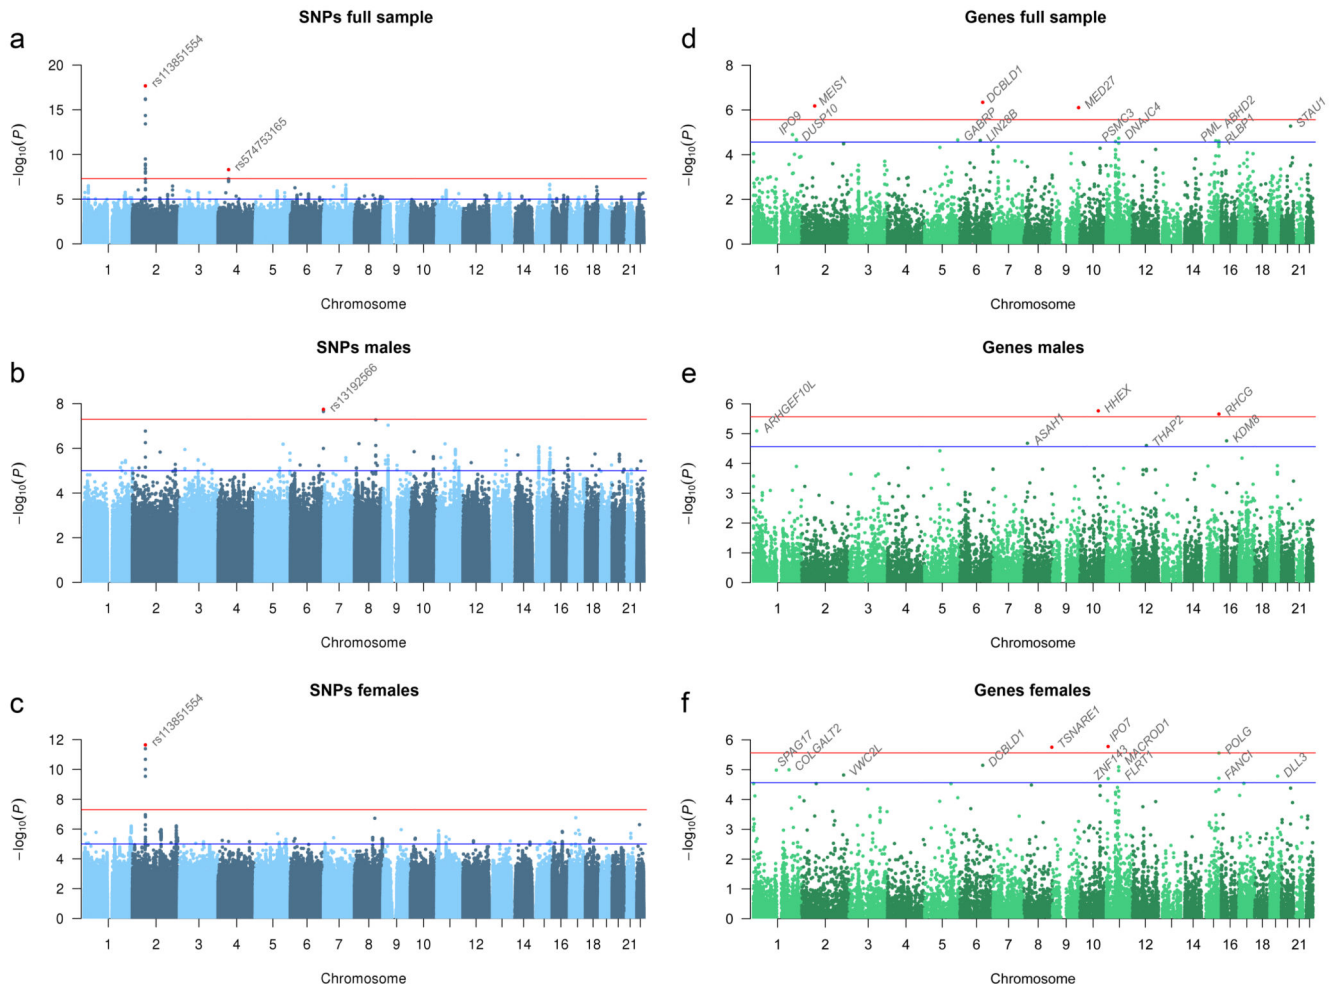 SNPs full sample
a
rs113851554
rs574753165
−log10(P)
20
15
10
5
0
1 2 3 4 5 6 7 8 9 10 12 14 16 18 21
Chromosome
Genes full sample
d
MEIS1
DCBLD1
MED27
IPO9
DUSP10
GABRP
LIN28B
PSMC3
DNAJC4
PML
ABHD2
RLBP1
STAU1
−log10(P)
8
6
4
2
0
1 2 3 4 5 6 7 8 9 10 12 14 16 18 21
Chromosome
SNPs males
b
rs13192566
−log10(P)
8
6
4
2
0
1 2 3 4 5 6 7 8 9 10 12 14 16 18 21
Chromosome
Genes males
e
ARHGEF10L
ASAH1
HHEX
THAP2
RHCG
KDM8
−log10(P)
6
5
4
3
2
1
0
1 2 3 4 5 6 7 8 9 10 12 14 16 18 21
Chromosome
SNPs females
c
rs113851554
−log10(P)
12
10
8
6
4
2
0
1 2 3 4 5 6 7 8 9 10 12 14 16 18 21
Chromosome
Genes females
f
SPAG17
COLGALT2
VWC2L
DCBLD1
TSNARE1
IPO7
ZNF143
MACROD1
FLRT1
POLG
FANCI
DLL3
−log10(P)
6
5
4
3
2
1
0
1 2 3 4 5 6 7 8 9 10 12 14 16 18 21
Chromosome